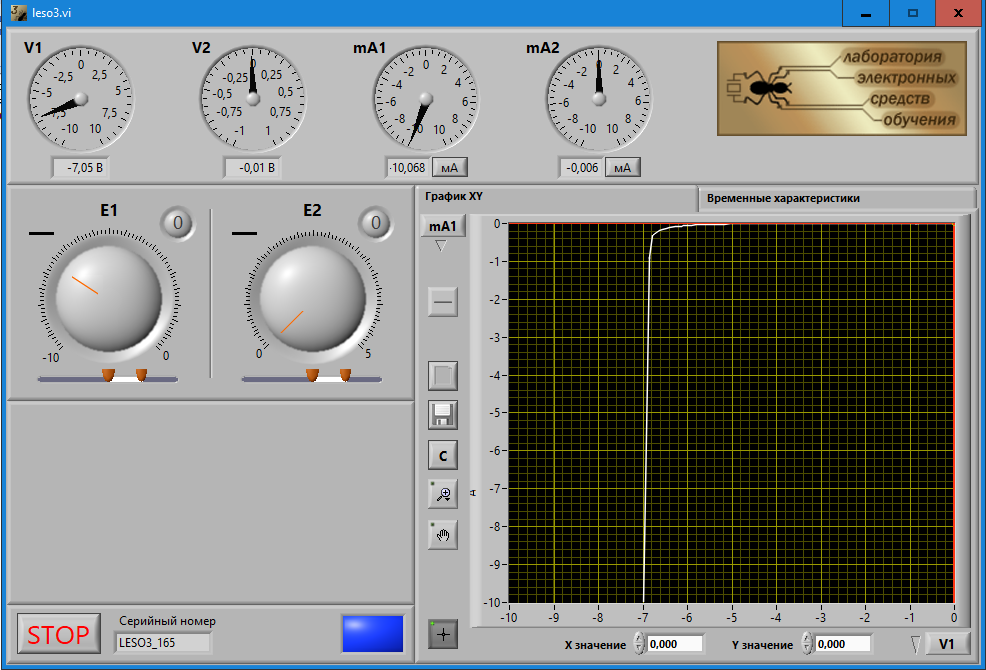 leso3.vi
V1
V2
mA1
mA2
-10 -7,5 -5 -2,5 0 2,5 5 7,5 10
-1 -0,75 -0,5 -0,25 0 0,25 0,5 0,75 1
-10 -8 -6 -4 -2 0 2 4 6 8 10
-10 -8 -6 -4 -2 0 2 4 6 8 10
лаборатория
электронных
средств
обучения
-7,05 В
-0,01 В
-10,068 мА
-0,006 мА
E1
0
-10 0
E2
0
0 5
График XY
Временные характеристики
mA1
C
0
-1
-2
-3
-4
-5
-6
-7
-8
-9
-10
-10 -9 -8 -7 -6 -5 -4 -3 -2 -1 0
X значение 0,000
Y значение 0,000
V1
STOP
Серийный номер
LESO3_165